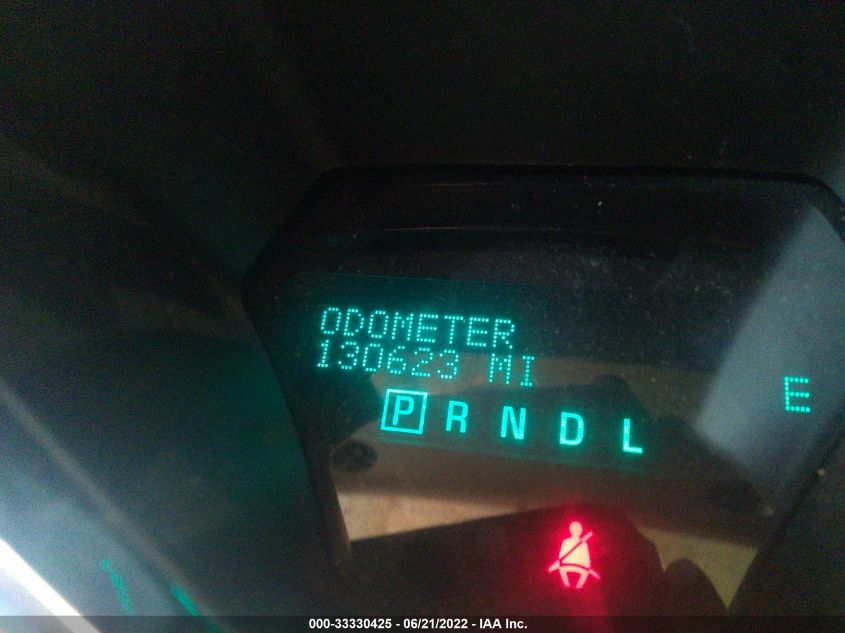 ODOMETER
130623 MI
P R N D L
E
000-33330425 - 06/21/2022 - IAA Inc.